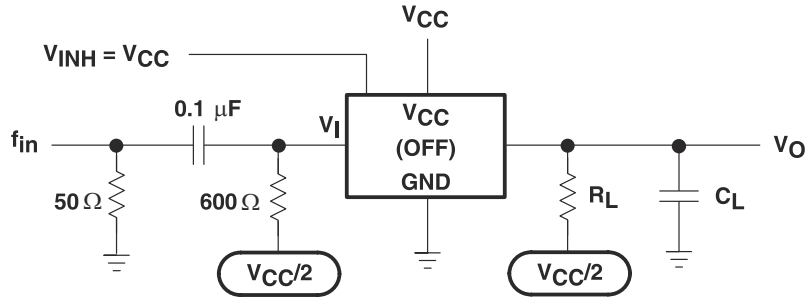 VCC
VINH = VCC
0.1 μF
VI
VCC
(OFF)
GND
fin
VO
50 Ω
600 Ω
RL
CL
VCC/2
VCC/2